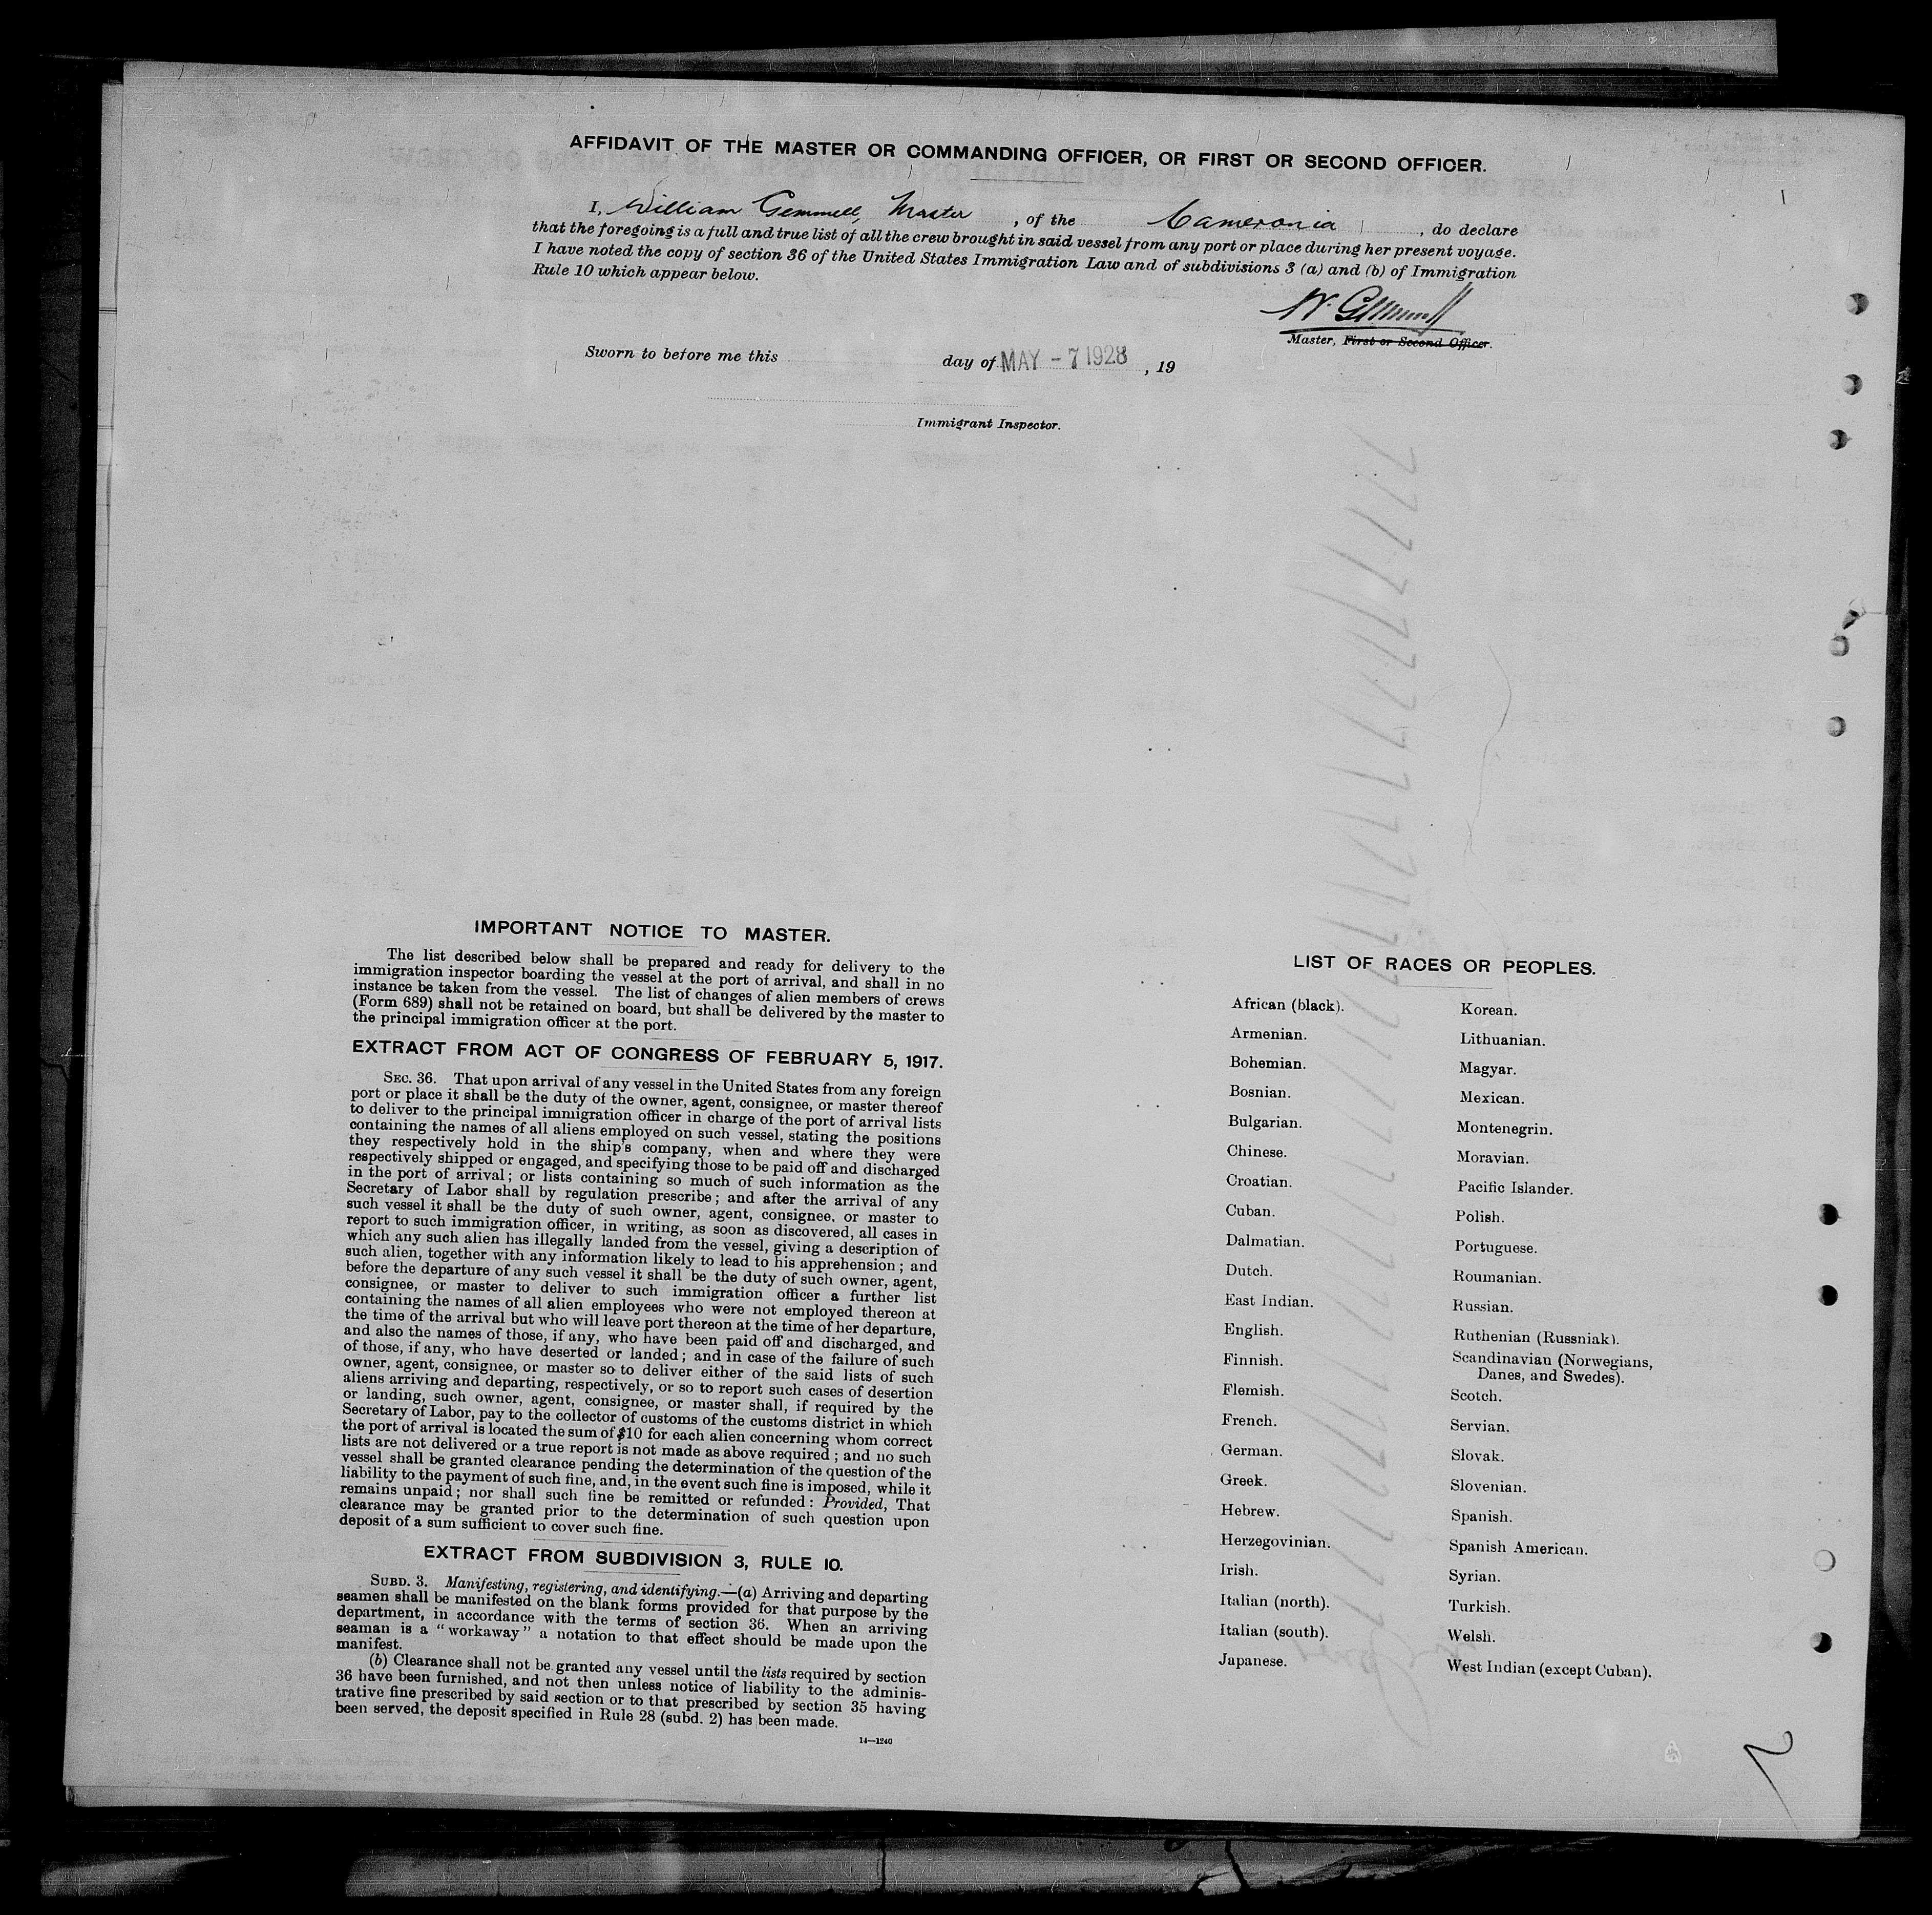 AFFIDAVIT OF THE MASTER OR COMMANDING OFFICER, OR FIRST OR SECOND OFFICER.
I, William Gemmell, Master , of the Cameronia , do declare
that the foregoing is a full and true list of all the crew brought in said vessel from any port or place during her present voyage.
I have noted the copy of section 36 of the United States Immigration Law and of subdivisions 3 (a) and (b) of Immigration
Rule 10 which appear below.
W. Gemmell
Master, First or Second Officer.
Sworn to before me this day of MAY - 7 1928 , 19
Immigrant Inspector.
IMPORTANT NOTICE TO MASTER.
The list described below shall be prepared and ready for delivery to the
immigration inspector boarding the vessel at the port of arrival, and shall in no
instance be taken from the vessel. The list of changes of alien members of crews
(Form 689) shall not be retained on board, but shall be delivered by the master to
the principal immigration officer at the port.
EXTRACT FROM ACT OF CONGRESS OF FEBRUARY 5, 1917.
SEC. 36. That upon arrival of any vessel in the United States from any foreign
port or place it shall be the duty of the owner, agent, consignee, or master thereof
to deliver to the principal immigration officer in charge of the port of arrival lists
containing the names of all aliens employed on such vessel, stating the positions
they respectively hold in the ship's company, when and where they were
respectively shipped or engaged, and specifying those to be paid off and discharged
in the port of arrival; or lists containing so much of such information as the
Secretary of Labor shall by regulation prescribe; and after the arrival of any
such vessel it shall be the duty of such owner, agent, consignee, or master to
report to such immigration officer, in writing, as soon as discovered, all cases in
which any such alien has illegally landed from the vessel, giving a description of
such alien, together with any information likely to lead to his apprehension; and
before the departure of any such vessel it shall be the duty of such owner, agent,
consignee, or master to deliver to such immigration officer a further list
containing the names of all alien employees who were not employed thereon at
the time of the arrival but who will leave port thereon at the time of her departure,
and also the names of those, if any, who have been paid off and discharged, and
of those, if any, who have deserted or landed; and in case of the failure of such
owner, agent, consignee, or master so to deliver either of the said lists of such
aliens arriving and departing, respectively, or so to report such cases of desertion
or landing, such owner, agent, consignee, or master shall, if required by the
Secretary of Labor, pay to the collector of customs of the customs district in which
the port of arrival is located the sum of $10 for each alien concerning whom correct
lists are not delivered or a true report is not made as above required; and no such
vessel shall be granted clearance pending the determination of the question of the
liability to the payment of such fine, and, in the event such fine is imposed, while it
remains unpaid; nor shall such fine be remitted or refunded: Provided, That
clearance may be granted prior to the determination of such question upon
deposit of a sum sufficient to cover such fine.
EXTRACT FROM SUBDIVISION 3, RULE 10.
SUBD. 3. Manifesting, registering, and identifying.—(a) Arriving and departing
seamen shall be manifested on the blank forms provided for that purpose by the
department, in accordance with the terms of section 36. When an arriving
seaman is a "workaway" a notation to that effect should be made upon the
manifest.
(b) Clearance shall not be granted any vessel until the lists required by section
36 have been furnished, and not then unless notice of liability to the adminis-
trative fine prescribed by said section or to that prescribed by section 35 having
been served, the deposit specified in Rule 28 (subd. 2) has been made.
14—1240
LIST OF RACES OR PEOPLES.
African (black).
Armenian.
Bohemian.
Bosnian.
Bulgarian.
Chinese.
Croatian.
Cuban.
Dalmatian.
Dutch.
East Indian.
English.
Finnish.
Flemish.
French.
German.
Greek.
Hebrew.
Herzegovinian.
Irish.
Italian (north).
Italian (south).
Japanese.
Korean.
Lithuanian.
Magyar.
Mexican.
Montenegrin.
Moravian.
Pacific Islander.
Polish.
Portuguese.
Roumanian.
Russian.
Ruthenian (Russniak).
Scandinavian (Norwegians,
Danes, and Swedes).
Scotch.
Servian.
Slovak.
Slovenian.
Spanish.
Spanish American.
Syrian.
Turkish.
Welsh.
West Indian (except Cuban).